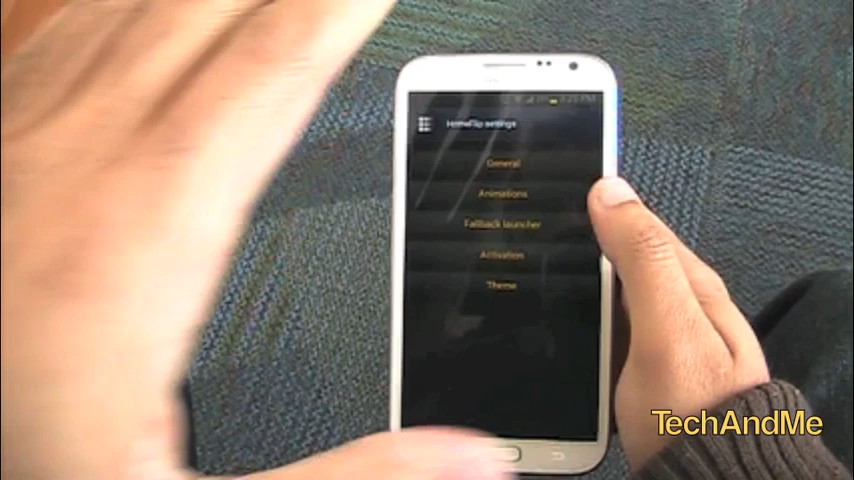 HomeFlip settings
General
Animations
Fallback launcher
Activation
Theme
TechAndMe